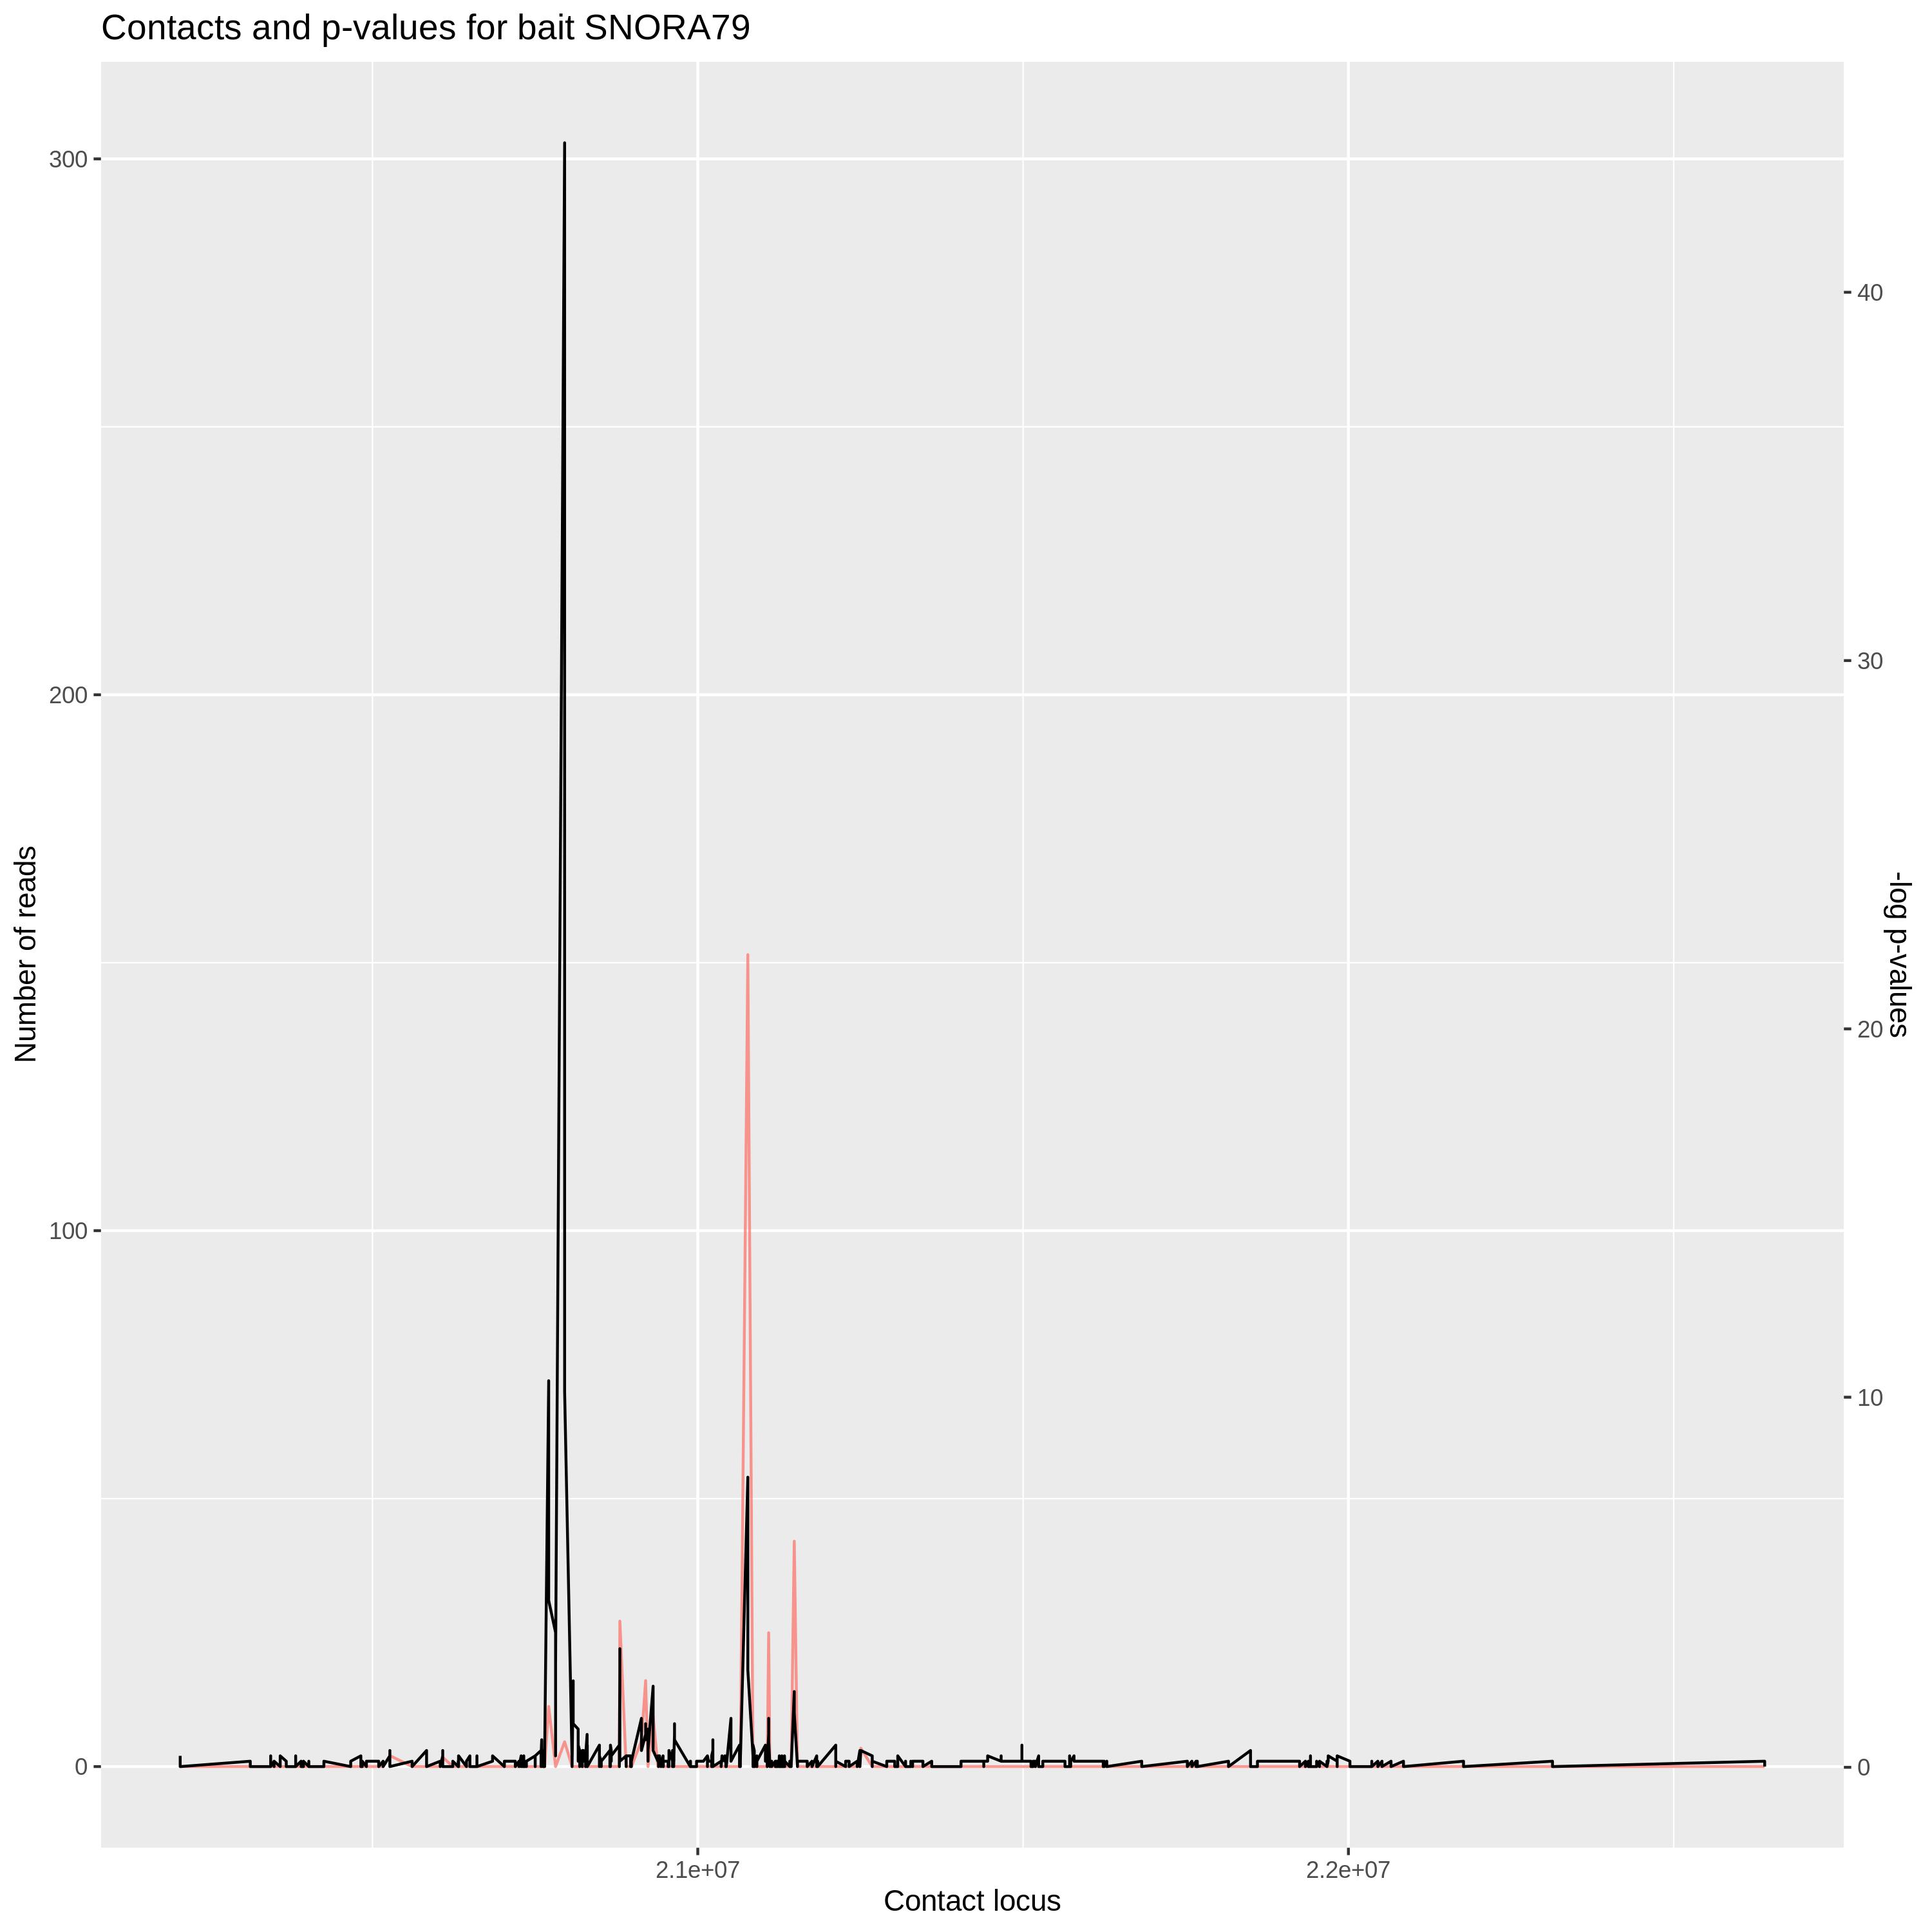 Contacts and p-values for bait SNORA79
300
200
100
0
Number of reads
40
30
20
10
0
-log p-values
2.1e+07
2.2e+07
Contact locus